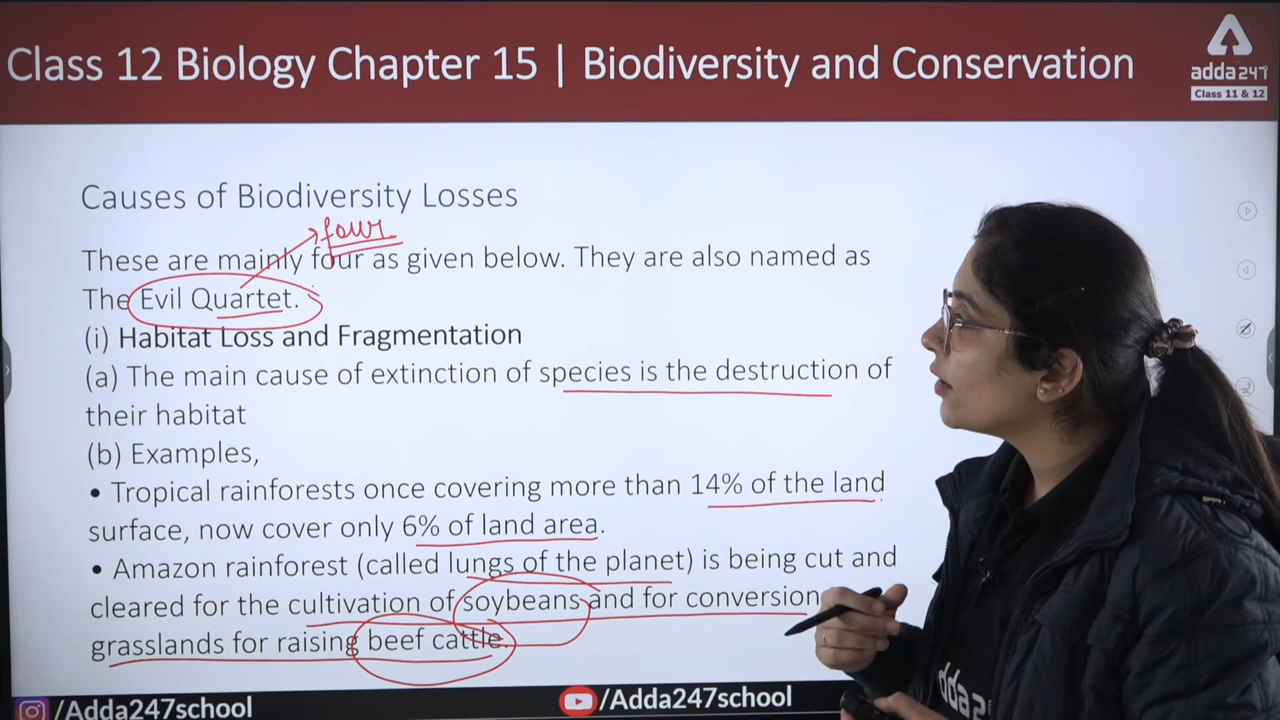 Class 12 Biology Chapter 15 | Biodiversity and Conservation
adda247
Class 11 & 12
Causes of Biodiversity Losses
four
These are mainly four as given below. They are also named as
The Evil Quartet.
(i) Habitat Loss and Fragmentation
(a) The main cause of extinction of species is the destruction of
their habitat
(b) Examples,
• Tropical rainforests once covering more than 14% of the land
surface, now cover only 6% of land area.
• Amazon rainforest (called lungs of the planet) is being cut and
cleared for the cultivation of soybeans and for conversion
grasslands for raising beef cattle.
adda2
/Adda247school
/Adda247school